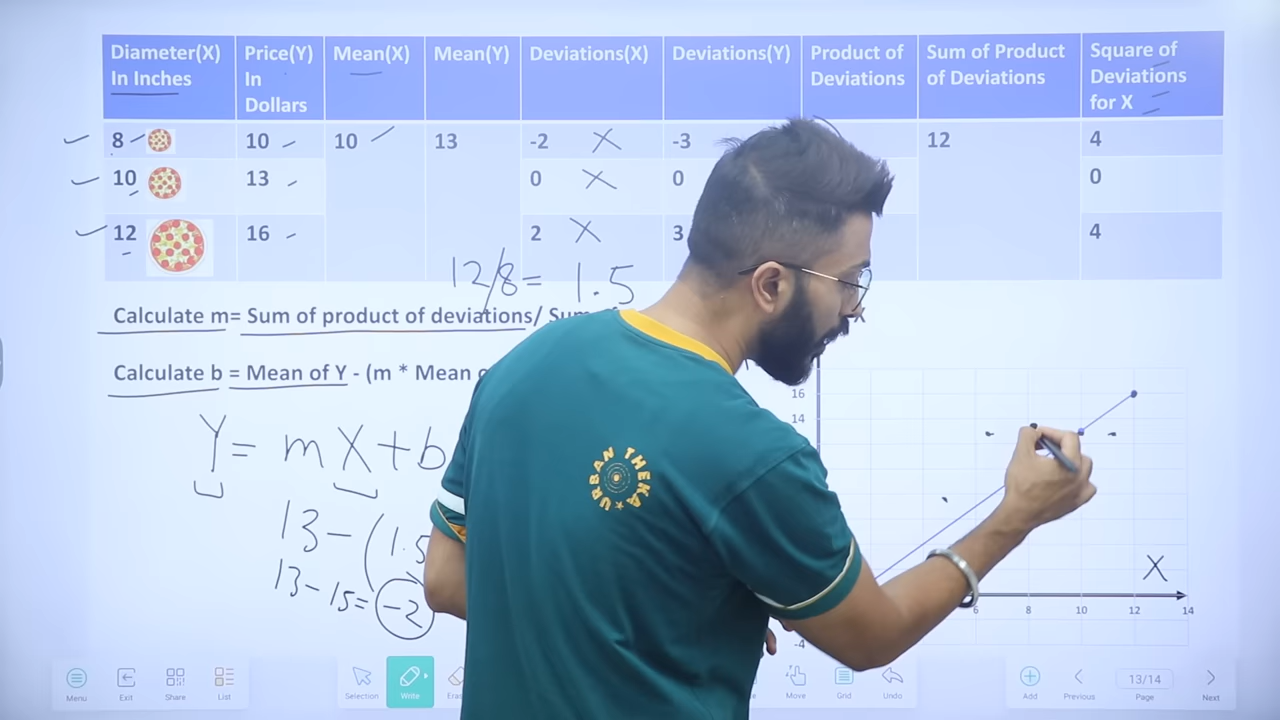 Diameter(X) In Inches Price(Y) In Dollars Mean(X) Mean(Y) Deviations(X) Deviations(Y) Product of Deviations Sum of Product of Deviations Square of Deviations for X
8 10 10 13 -2 -3 12 4
10 13 0 0 0
12 16 2 3 4
12/8= 1.5
Calculate m= Sum of product of deviations/
Calculate b = Mean of Y - (m * Mean
Y= mX+b
13-(1.5
13-15=-2
16
14
X
6 8 10 12 14
-4
URBAN THEKA
Menu Exit Share List Selection Write Move Grid Undo Add Previous 13/14 Page Next